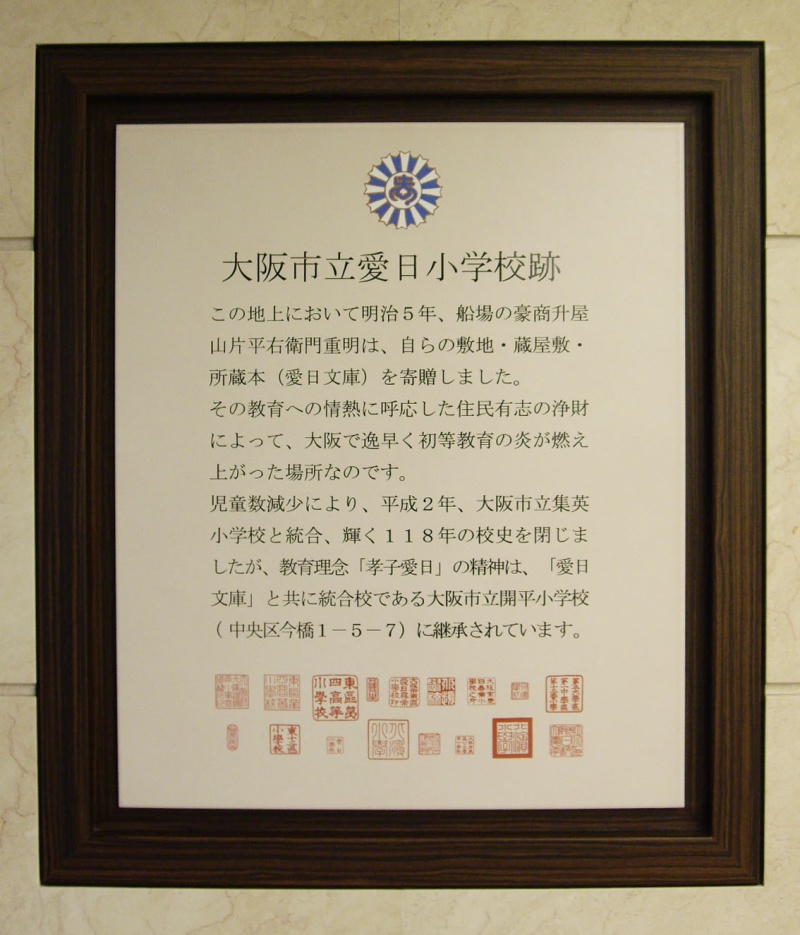 大阪市立愛日小学校跡
この地上において明治５年、船場の豪商升屋
山片平右衛門重明は、自らの敷地・蔵屋敷・
所蔵本（愛日文庫）を寄贈しました。
その教育への情熱に呼応した住民有志の浄財
によって、大阪で逸早く初等教育の炎が燃え
上がった場所なのです。
児童数減少により、平成２年、大阪市立集英
小学校と統合、輝く１１８年の校史を閉じま
したが、教育理念「孝子愛日」の精神は、「愛日
文庫」と共に統合校である大阪市立開平小学校
（中央区今橋１－５－７）に継承されています。
東區第
四高等
小學校